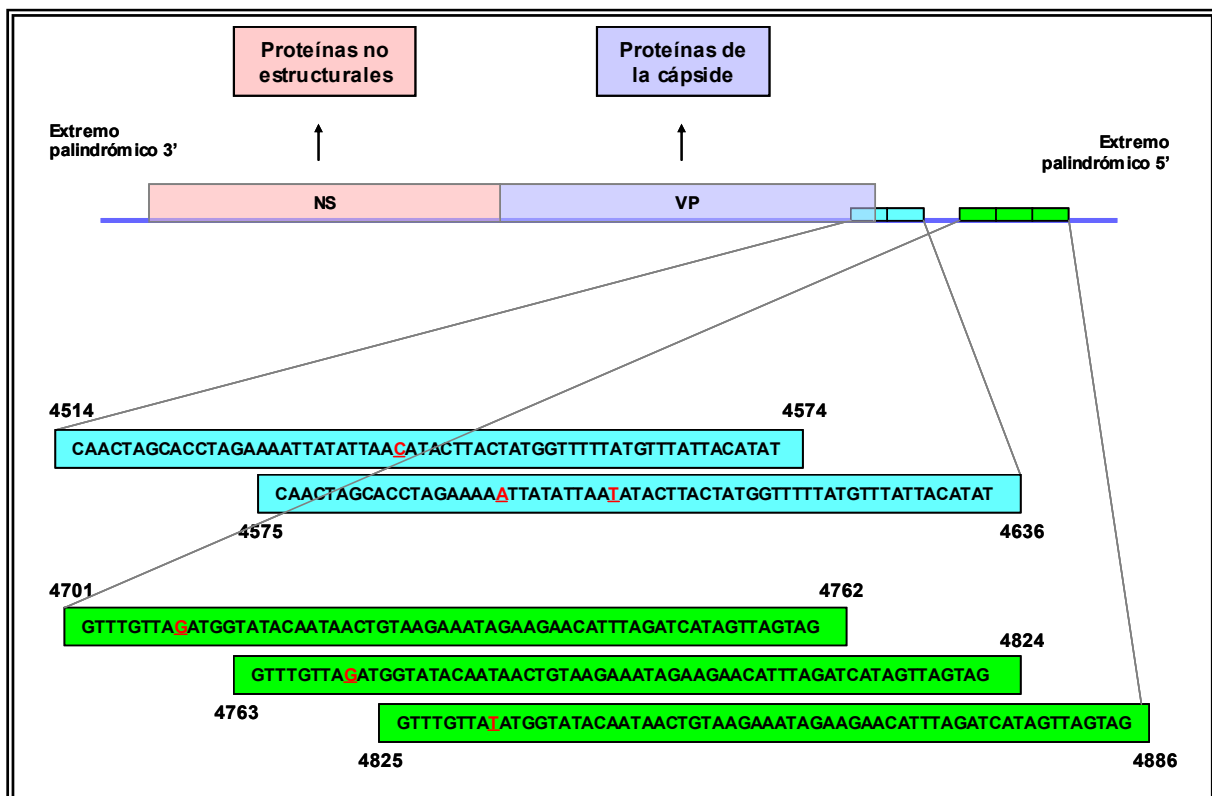 Proteínas no
estructurales
Proteínas de
la cápside
Extremo
palindrómico 3’
Extremo
palindrómico 5’
NS
VP
4514
4574
CAACTAGCACCTAGAAAATTATATTAACATACTTACTATGGTTTTTATGTTTATTACATAT
CAACTAGCACCTAGAAAAATTATATTAATATACTTACTATGGTTTTTATGTTTATTACATAT
4575
4636
4701
4762
GTTTGTTAGATGGTATACAATAACTGTAAGAAATAGAAGAACATTTAGATCATAGTTAGTAG
4824
GTTTGTTAGATGGTATACAATAACTGTAAGAAATAGAAGAACATTTAGATCATAGTTAGTAG
4763
GTTTGTTATATGGTATACAATAACTGTAAGAAATAGAAGAACATTTAGATCATAGTTAGTAG
4825
4886